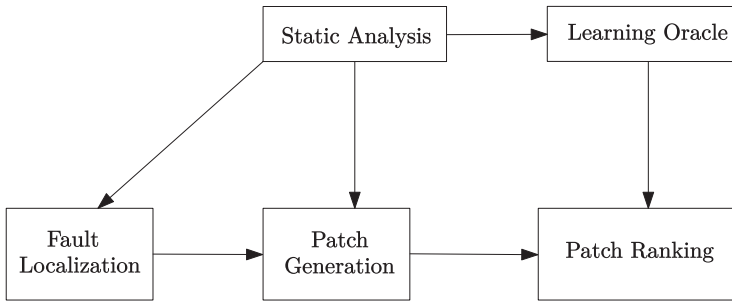 Static Analysis
Learning Oracle
Fault
Localization
Patch
Generation
Patch Ranking